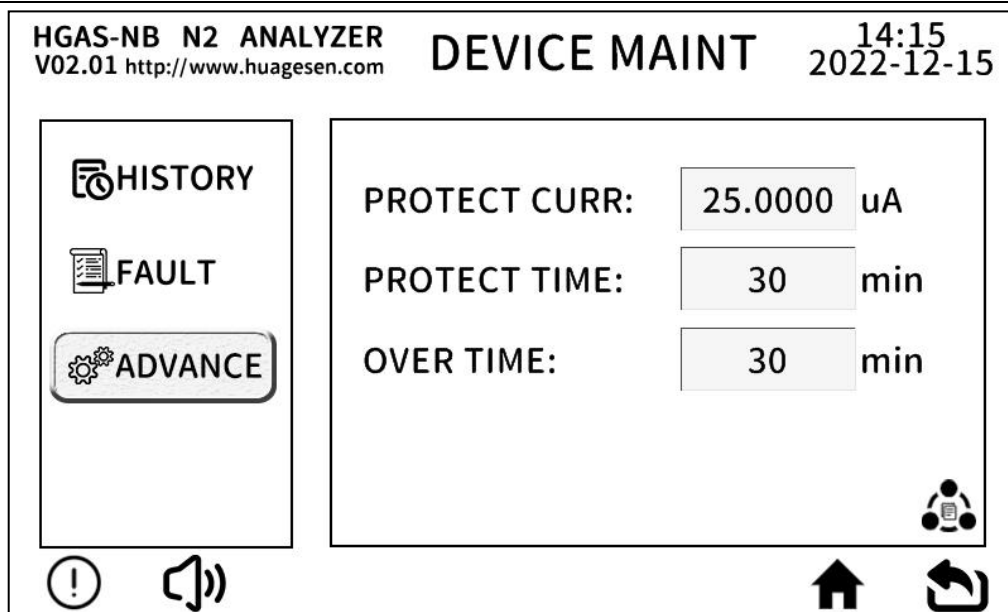 HGAS-NB N2 ANALYZER
V02.01 http://www.huagesen.com
DEVICE MAINT
14:15
2022-12-15
HISTORY
FAULT
ADVANCE
PROTECT CURR: 25.0000 uA
PROTECT TIME: 30 min
OVER TIME: 30 min